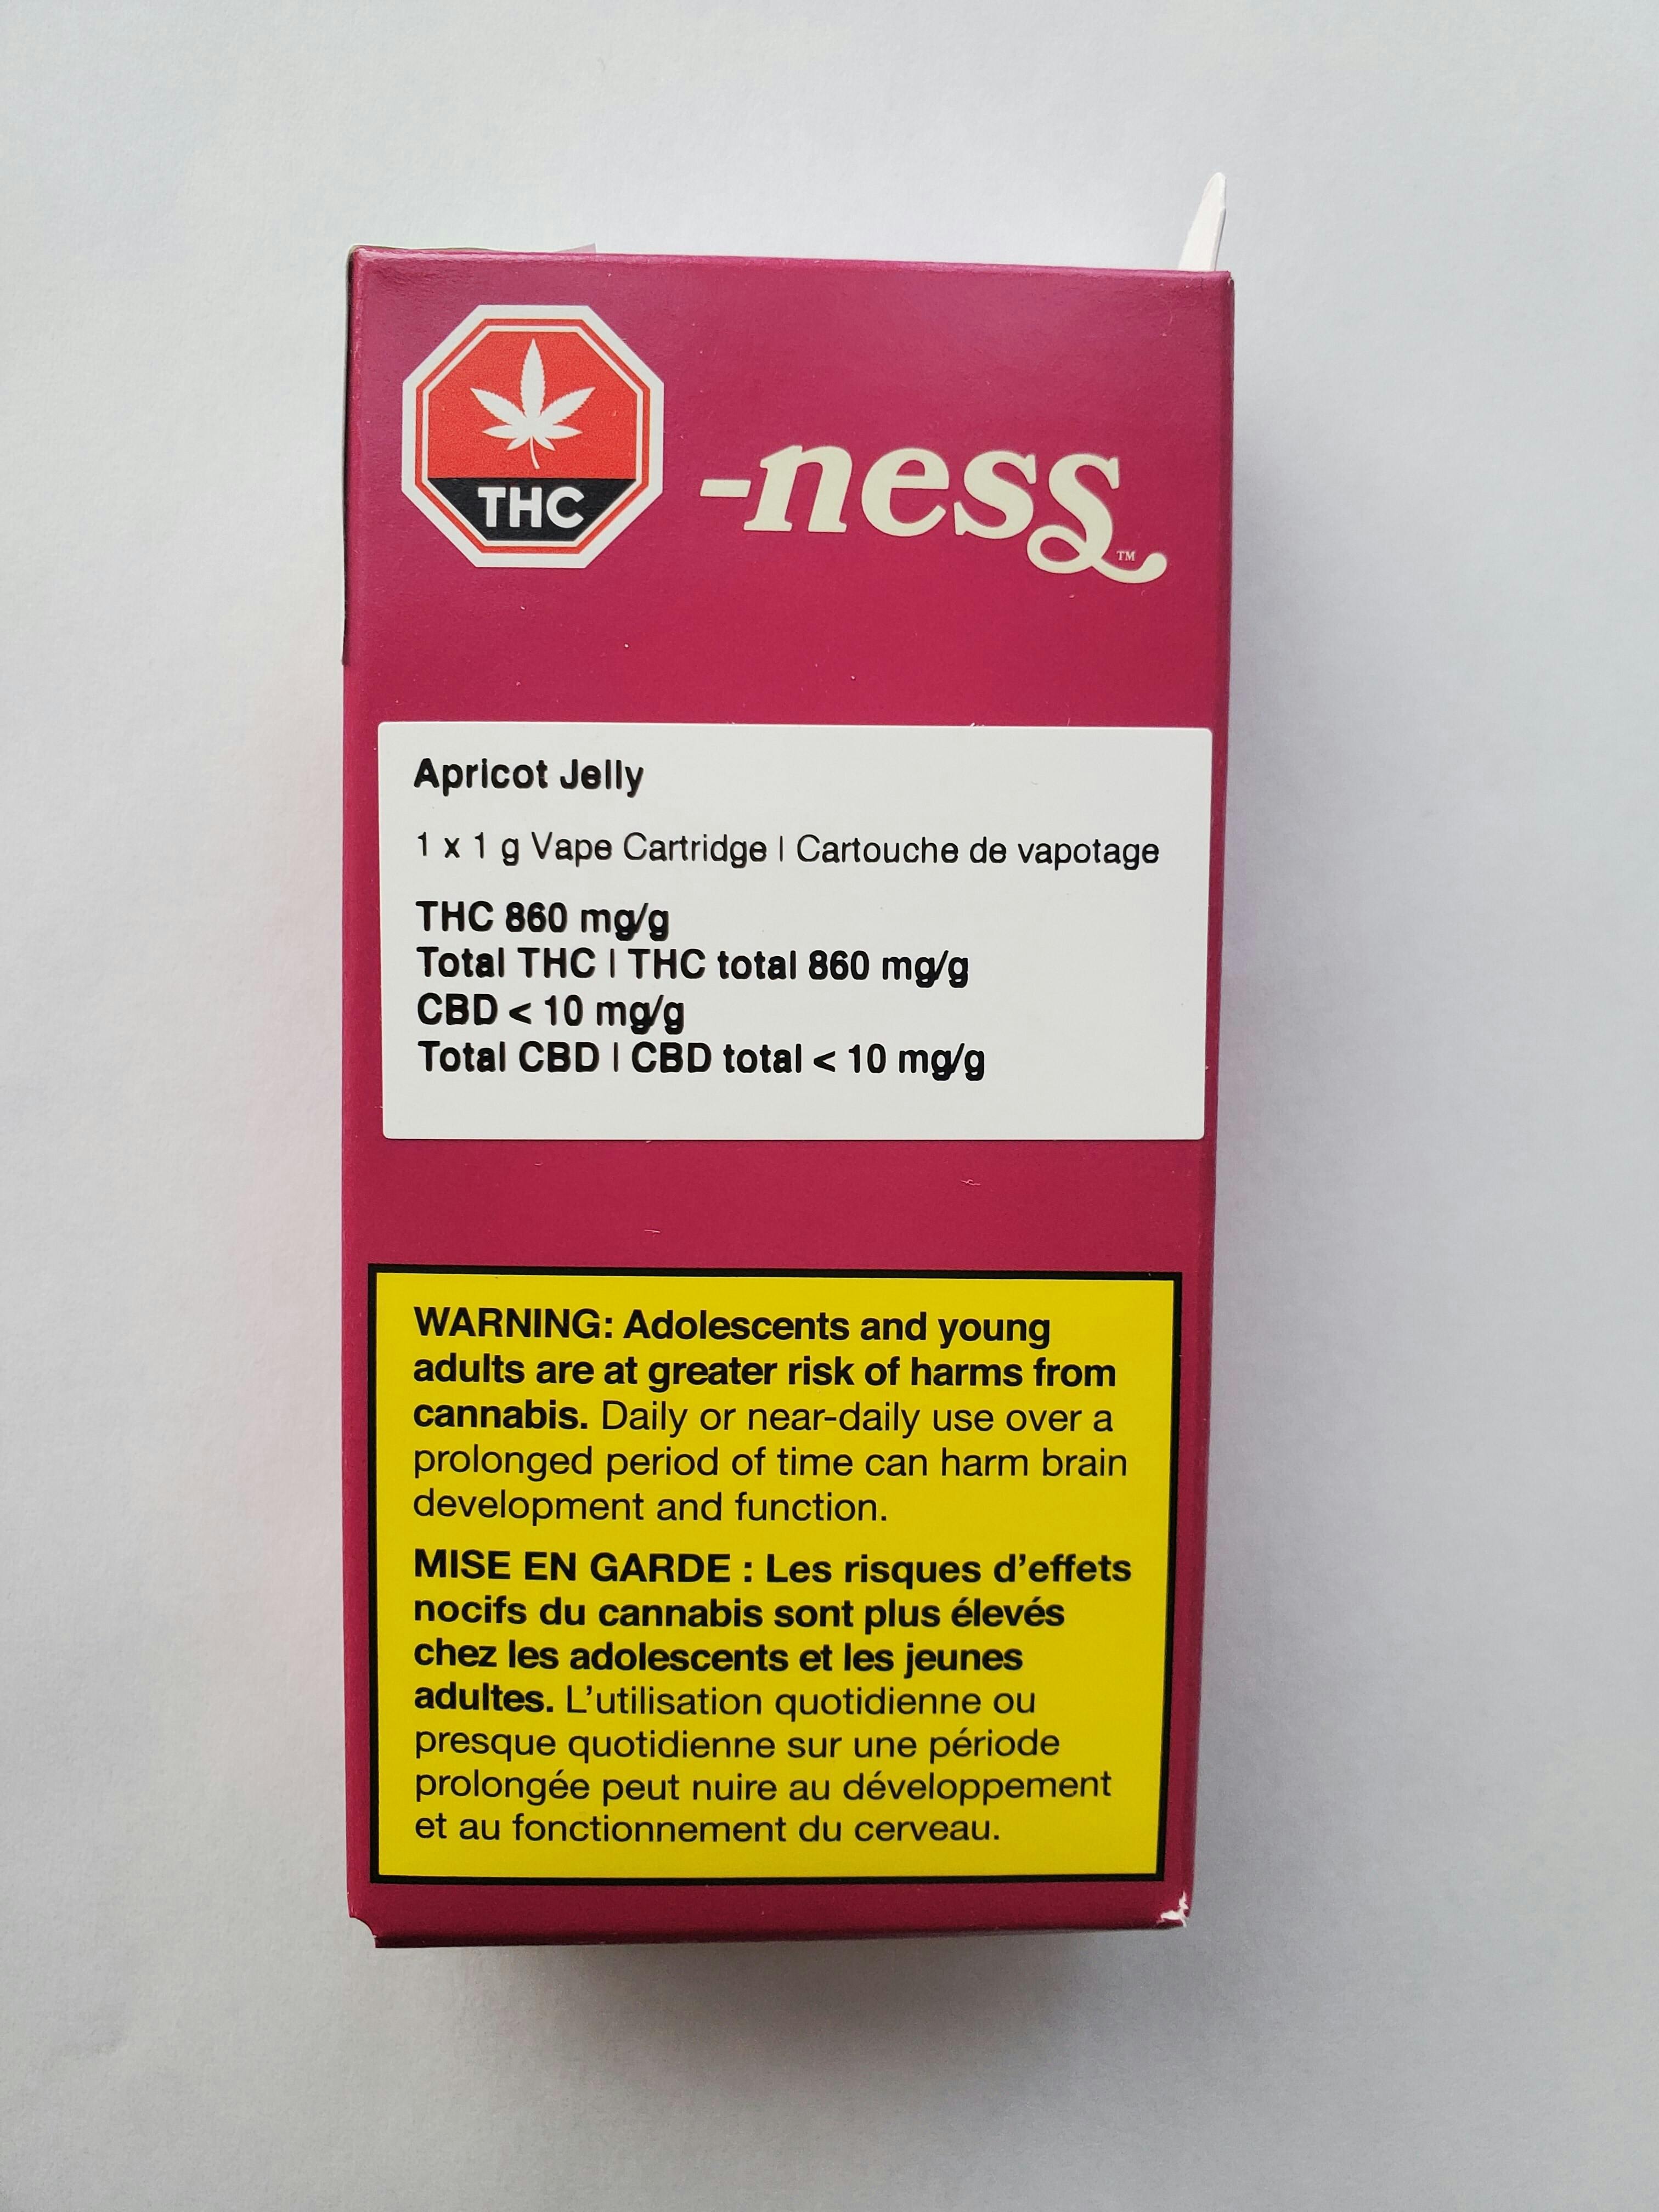 THC
-ness
TM
Apricot Jelly
1 x 1 g Vape Cartridge | Cartouche de vapotage
THC 860 mg/g
Total THC | THC total 860 mg/g
CBD < 10 mg/g
Total CBD | CBD total < 10 mg/g
WARNING: Adolescents and young
adults are at greater risk of harms from
cannabis. Daily or near-daily use over a
prolonged period of time can harm brain
development and function.
MISE EN GARDE : Les risques d’effets
nocifs du cannabis sont plus élevés
chez les adolescents et les jeunes
adultes. L’utilisation quotidienne ou
presque quotidienne sur une période
prolongée peut nuire au développement
et au fonctionnement du cerveau.